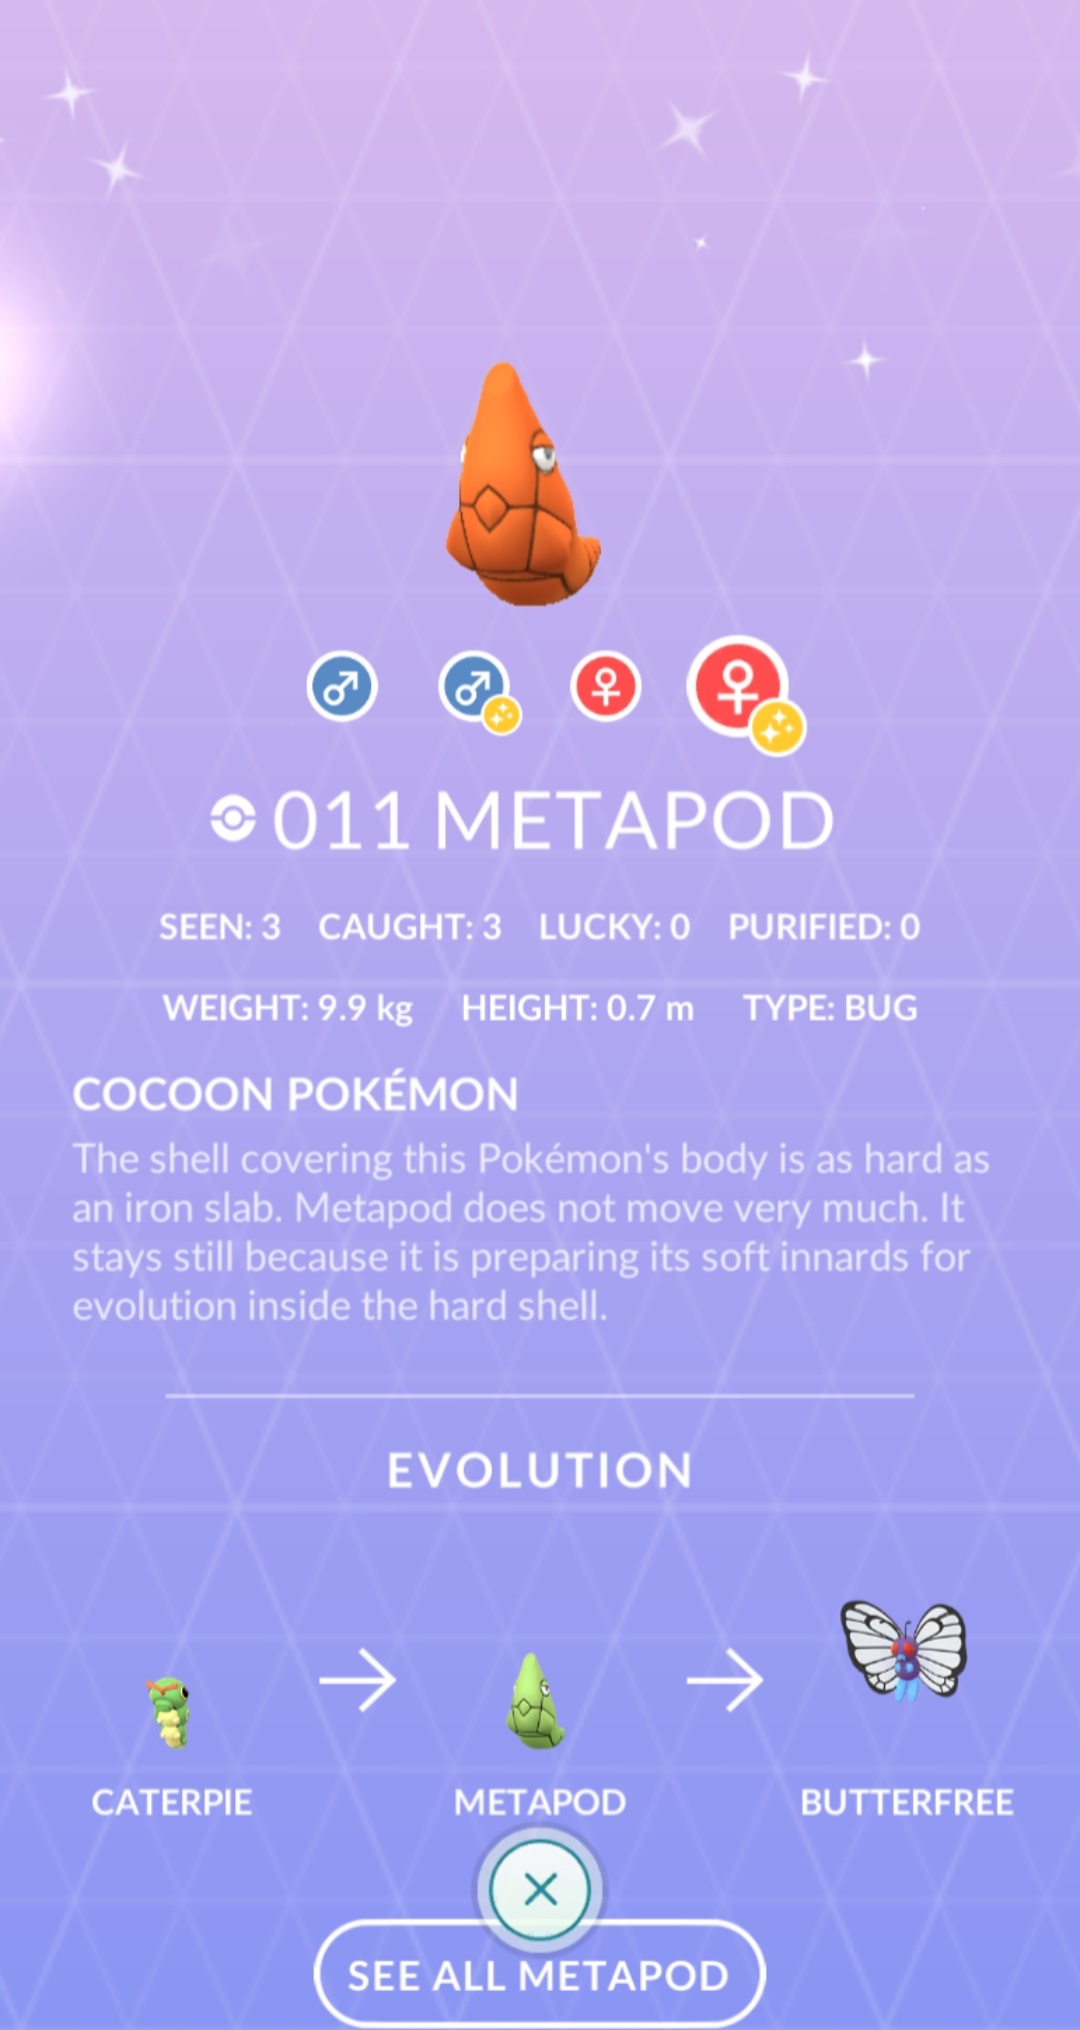 011 METAPOD
SEEN: 3 CAUGHT: 3 LUCKY: 0 PURIFIED: 0
WEIGHT: 9.9 kg HEIGHT: 0.7 m TYPE: BUG
COCOON POKÉMON
The shell covering this Pokémon's body is as hard as
an iron slab. Metapod does not move very much. It
stays still because it is preparing its soft innards for
evolution inside the hard shell.
EVOLUTION
CATERPIE METAPOD BUTTERFREE
SEE ALL METAPOD